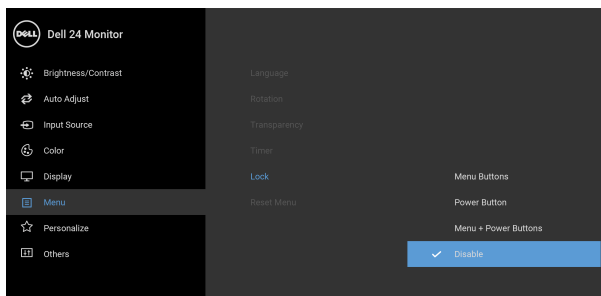 DELL Dell 24 Monitor
Brightness/Contrast Language
Auto Adjust Rotation
Input Source Transparency
Color Timer
Display Lock Menu Buttons
Menu Reset Menu Power Button
Personalize Menu + Power Buttons
Others Disable